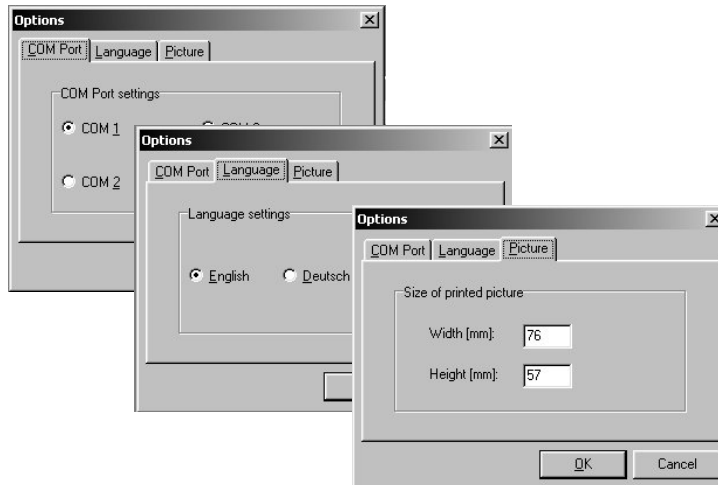 Options
COM Port Language Picture
COM Port settings
COM 1
COM 2
Options
COM Port Language Picture
Language settings
English Deutsch
Options
COM Port Language Picture
Size of printed picture
Width [mm]: 76
Height [mm]: 57
OK Cancel